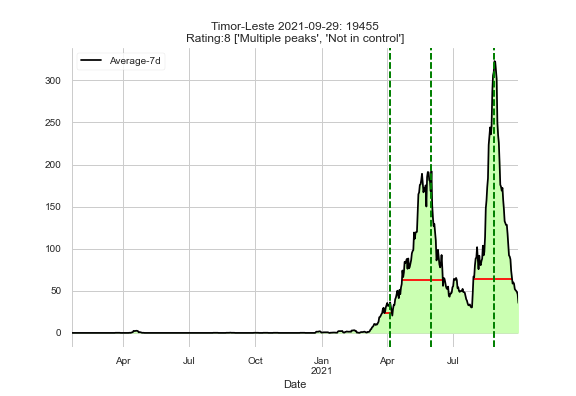 Timor-Leste 2021-09-29: 19455
Rating:8 ['Multiple peaks', 'Not in control']
Average-7d
300
250
200
150
100
50
0
Apr
Jul
Oct
Jan
2021
Apr
Jul
Date